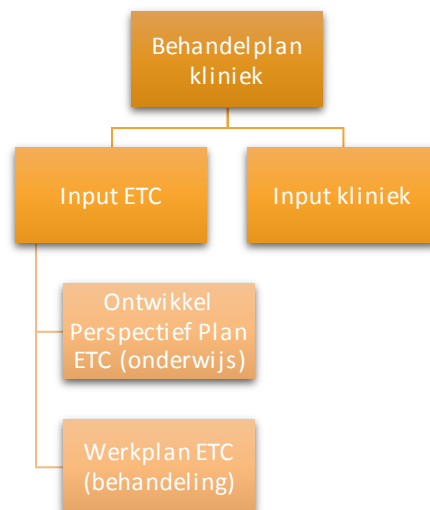 Behandelplan
kliniek
Input ETC
Input kliniek
Ontwikkel
Perspectief Plan
ETC (onderwijs)
Werkplan ETC
(behandeling)